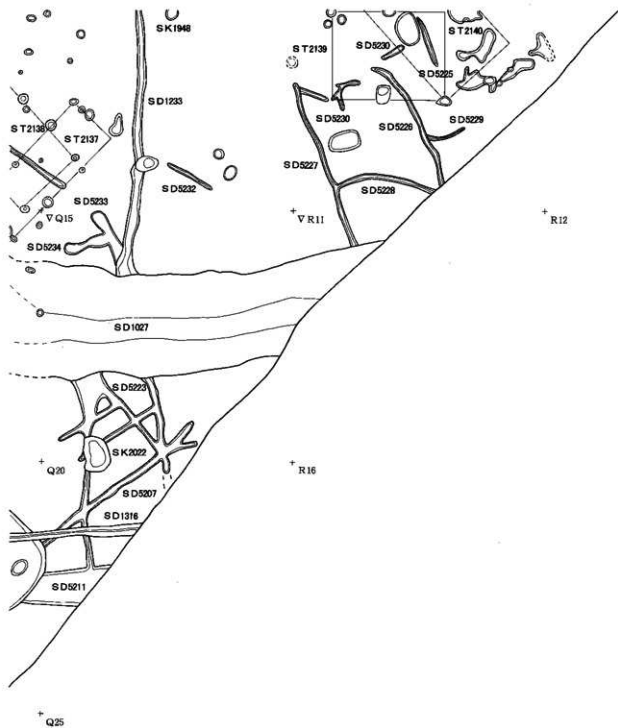 SK1948
ST2140
SD5230
ST2139
SD5225
SD1233
SD5230
SD5226
SD5229
ST2138
ST2137
SD5227
SD5232
SD5228
SD5233
▽Q15
▽R11
R12
SD5234
SD1027
SD5223
SK2022
Q20
R16
SD5207
SD1316
SD5211
Q25